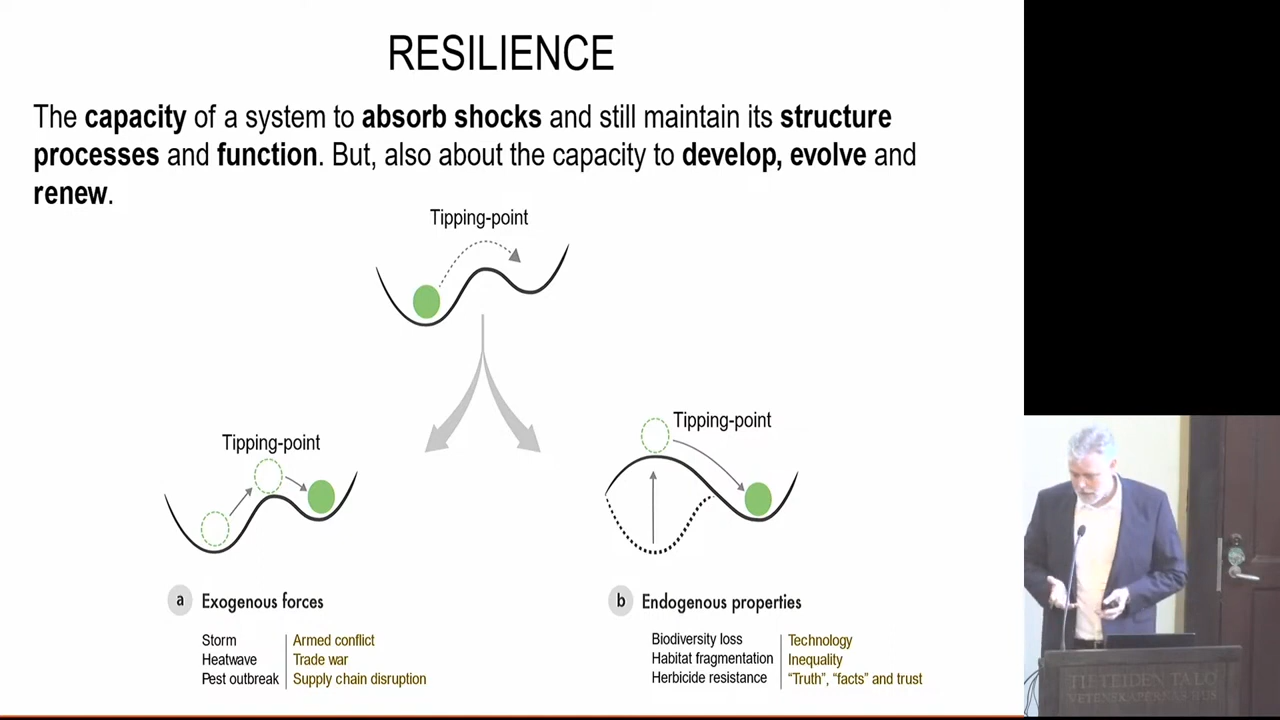 RESILIENCE
The capacity of a system to absorb shocks and still maintain its structure
processes and function. But, also about the capacity to develop, evolve and
renew.
Tipping-point
Tipping-point
Tipping-point
a Exogenous forces
Storm
Heatwave
Pest outbreak
Armed conflict
Trade war
Supply chain disruption
b Endogenous properties
Biodiversity loss
Habitat fragmentation
Herbicide resistance
Technology
Inequality
“Truth”, “facts” and trust
TIETEIDEN TALO